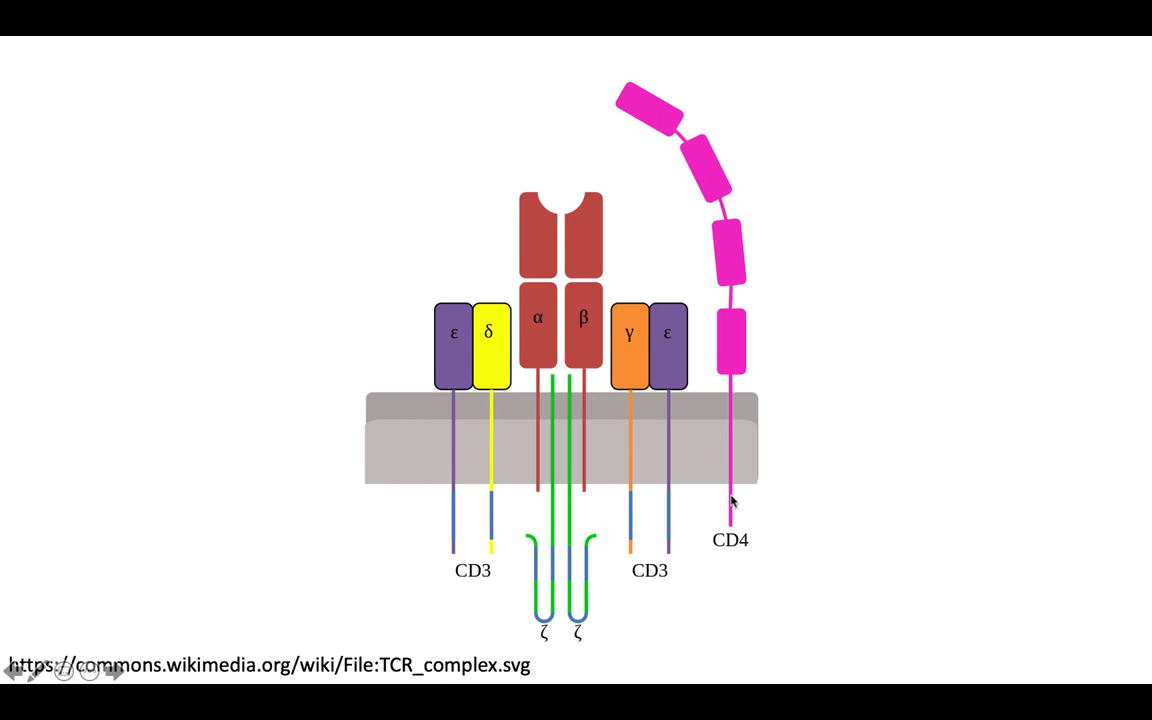 α β
ε δ γ ε
CD4
CD3 CD3
ζ ζ
https://commons.wikimedia.org/wiki/File:TCR_complex.svg